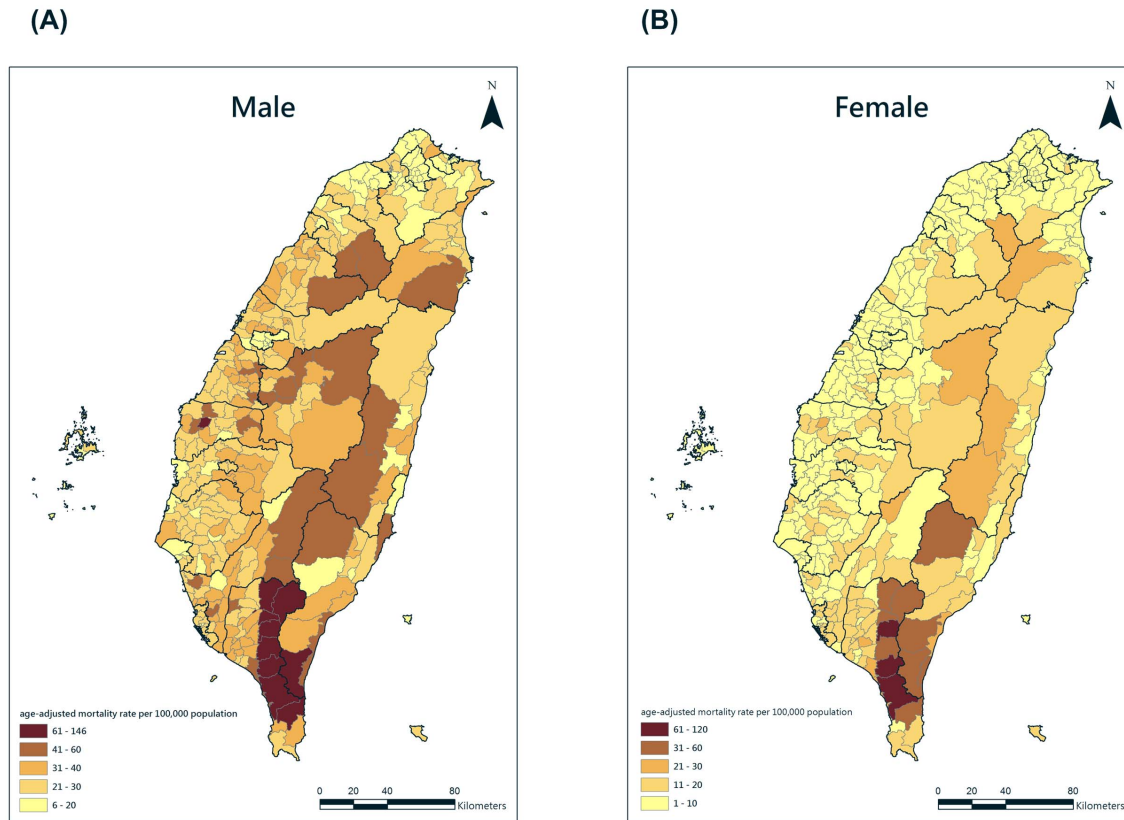 (A)
(B)
Male
N
Female
N
age-adjusted mortality rate per 100,000 population
61 - 146
41 - 60
31 - 40
21 - 30
6 - 20
0 20 40 80
Kilometers
age-adjusted mortality rate per 100,000 population
61 - 120
31 - 60
21 - 30
11 - 20
1 - 10
0 20 40 80
Kilometers